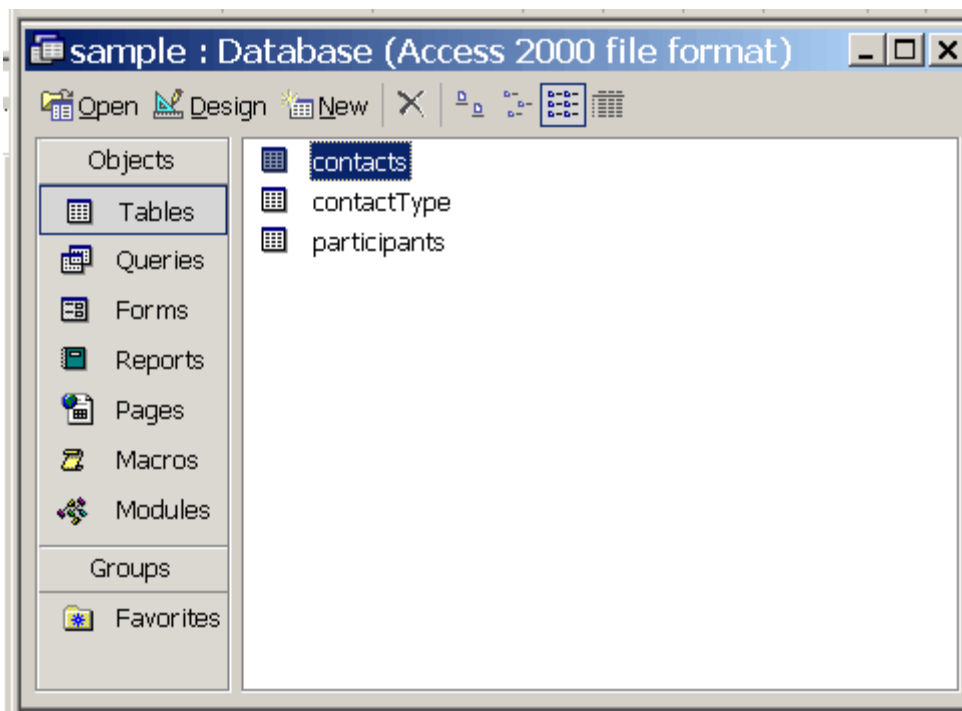 sample : Database (Access 2000 file format)
Open Design New
Objects
Tables
Queries
Forms
Reports
Pages
Macros
Modules
Groups
Favorites
contacts
contactType
participants